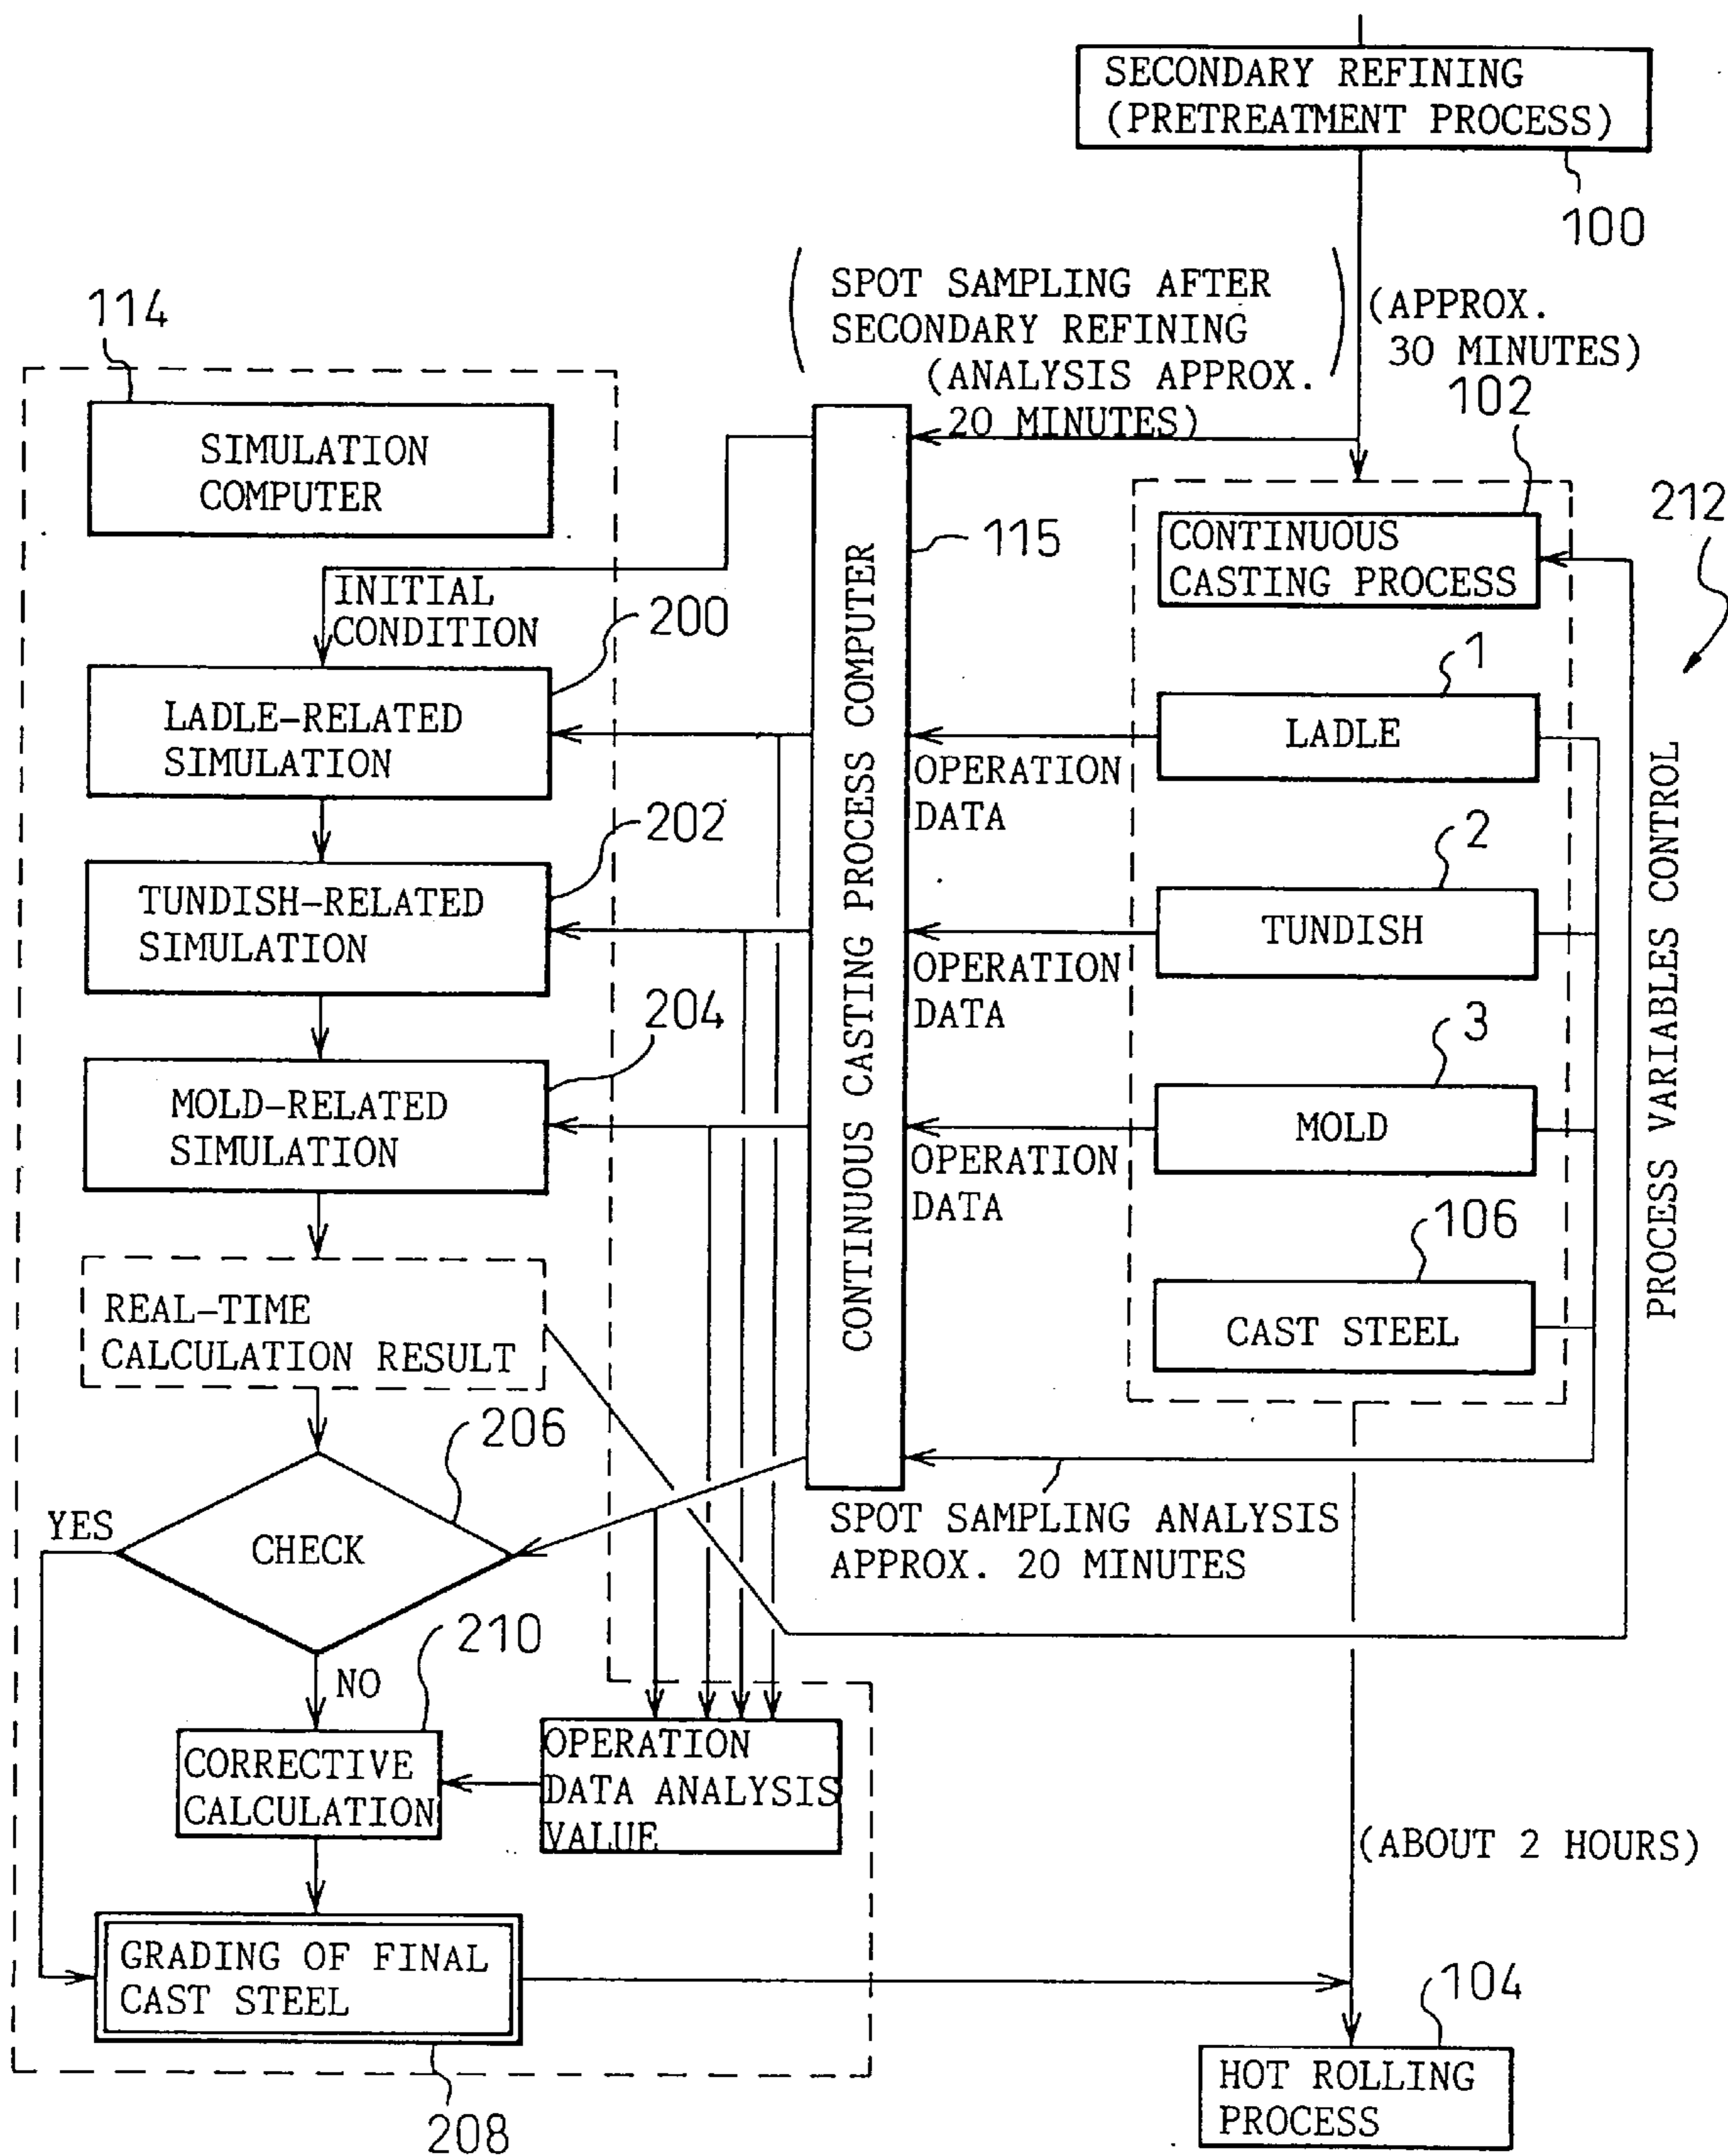 SECONDARY REFINING
(PRETREATMENT PROCESS)
100
(SPOT SAMPLING AFTER
SECONDARY REFINING
(ANALYSIS APPROX.
20 MINUTES))
(APPROX.
30 MINUTES)
114
SIMULATION
COMPUTER
102
CONTINUOUS
CASTING PROCESS
212
115
CONTINUOUS CASTING PROCESS COMPUTER
INITIAL
CONDITION
200
LADLE-RELATED
SIMULATION
1
LADLE
OPERATION
DATA
202
TUNDISH-RELATED
SIMULATION
2
TUNDISH
OPERATION
DATA
204
MOLD-RELATED
SIMULATION
3
MOLD
OPERATION
DATA
PROCESS VARIABLES CONTROL
106
CAST STEEL
REAL-TIME
CALCULATION RESULT
206
CHECK
YES
NO
SPOT SAMPLING ANALYSIS
APPROX. 20 MINUTES
210
CORRECTIVE
CALCULATION
OPERATION
DATA ANALYSIS
VALUE
(ABOUT 2 HOURS)
GRADING OF FINAL
CAST STEEL
208
104
HOT ROLLING
PROCESS